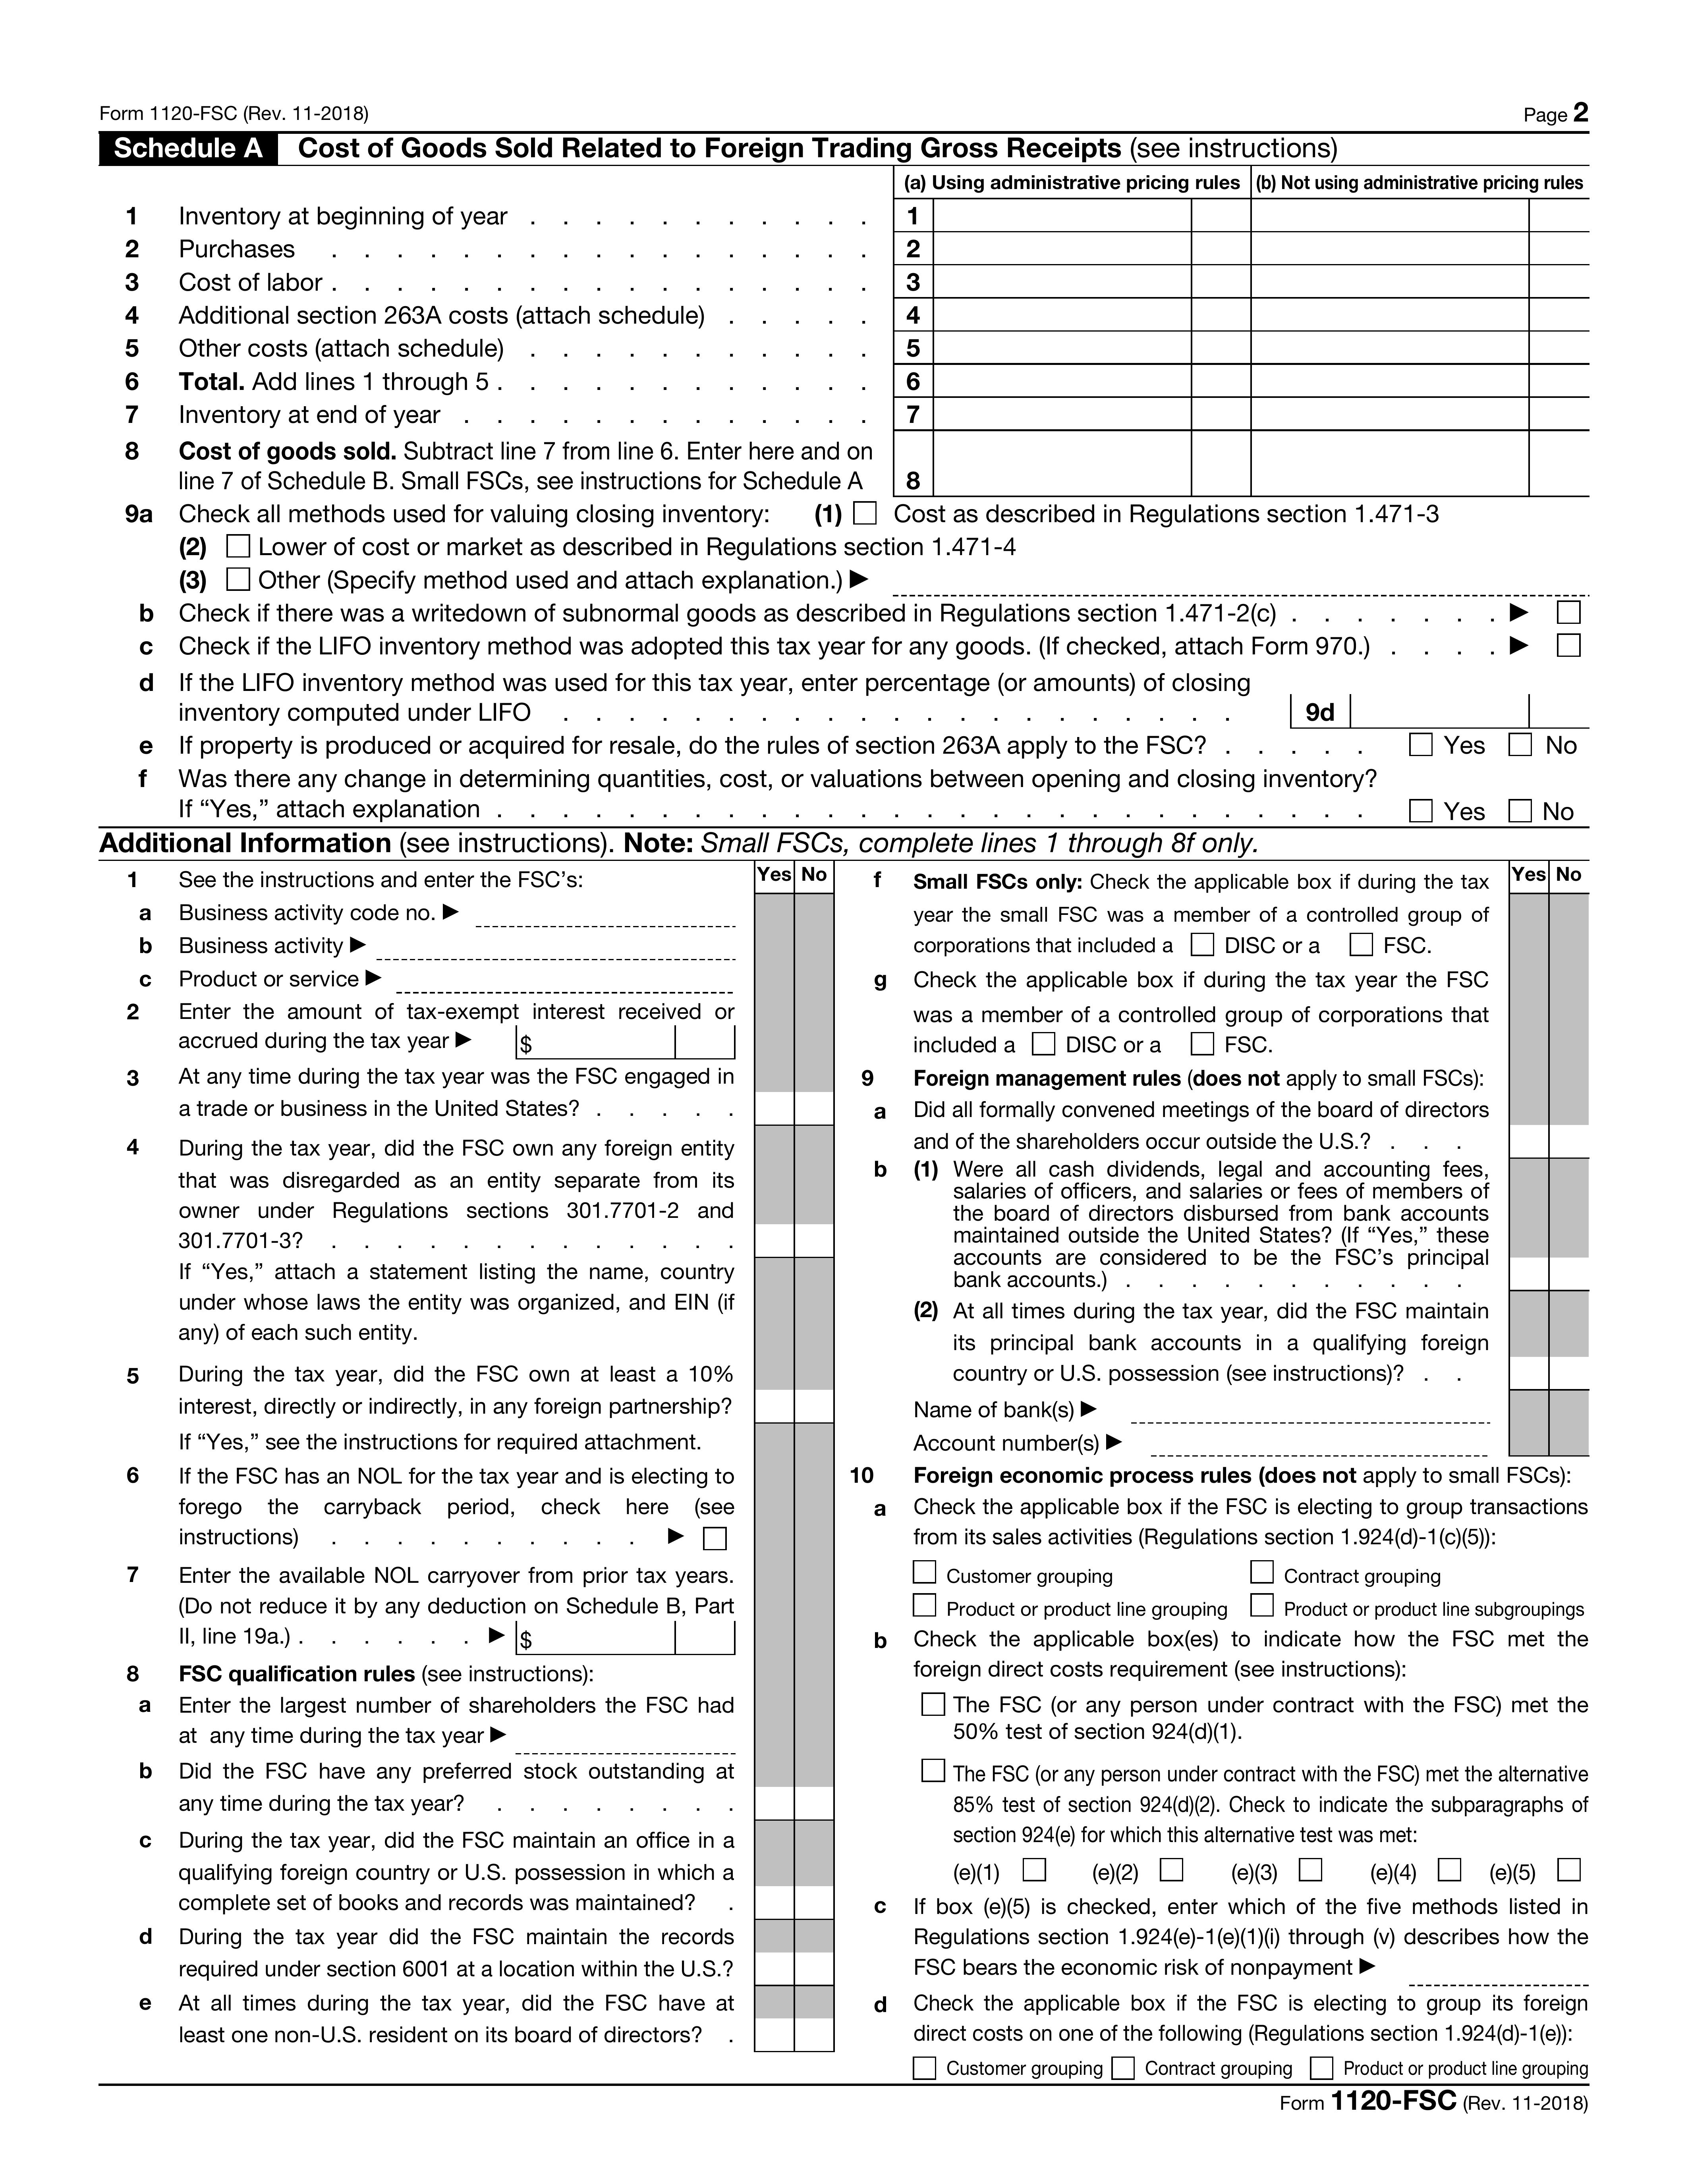 Form 1120-FSC (Rev. 11-2018) Page 2
Schedule A Cost of Goods Sold Related to Foreign Trading Gross Receipts (see instructions)
(a) Using administrative pricing rules (b) Not using administrative pricing rules
1 Inventory at beginning of year . . . . . . . . . . . 1
2 Purchases . . . . . . . . . . . . . . . . . 2
3 Cost of labor . . . . . . . . . . . . . . . . . 3
4 Additional section 263A costs (attach schedule) . . . . . 4
5 Other costs (attach schedule) . . . . . . . . . . . 5
6 Total. Add lines 1 through 5 . . . . . . . . . . . . 6
7 Inventory at end of year . . . . . . . . . . . . . 7
8 Cost of goods sold. Subtract line 7 from line 6. Enter here and on
line 7 of Schedule B. Small FSCs, see instructions for Schedule A 8
9a Check all methods used for valuing closing inventory: (1) ☐ Cost as described in Regulations section 1.471-3
(2) ☐ Lower of cost or market as described in Regulations section 1.471-4
(3) ☐ Other (Specify method used and attach explanation.) ▶
b Check if there was a writedown of subnormal goods as described in Regulations section 1.471-2(c) . . . . . . . ▶ ☐
c Check if the LIFO inventory method was adopted this tax year for any goods. (If checked, attach Form 970.) . . . . ▶ ☐
d If the LIFO inventory method was used for this tax year, enter percentage (or amounts) of closing
inventory computed under LIFO . . . . . . . . . . . . . . . . . . . . . 9d
e If property is produced or acquired for resale, do the rules of section 263A apply to the FSC? . . . . . ☐ Yes ☐ No
f Was there any change in determining quantities, cost, or valuations between opening and closing inventory?
If “Yes,” attach explanation . . . . . . . . . . . . . . . . . . . . . . . . . . . ☐ Yes ☐ No
Additional Information (see instructions). Note: Small FSCs, complete lines 1 through 8f only.
Yes No
1 See the instructions and enter the FSC’s:
a Business activity code no. ▶
b Business activity ▶
c Product or service ▶
2 Enter the amount of tax-exempt interest received or
accrued during the tax year ▶ $
3 At any time during the tax year was the FSC engaged in
a trade or business in the United States? . . . . .
4 During the tax year, did the FSC own any foreign entity
that was disregarded as an entity separate from its
owner under Regulations sections 301.7701-2 and
301.7701-3? . . . . . . . . . . . . .
If “Yes,” attach a statement listing the name, country
under whose laws the entity was organized, and EIN (if
any) of each such entity.
5 During the tax year, did the FSC own at least a 10%
interest, directly or indirectly, in any foreign partnership?
If “Yes,” see the instructions for required attachment.
6 If the FSC has an NOL for the tax year and is electing to
forego the carryback period, check here (see
instructions) . . . . . . . . . . ▶ ☐
7 Enter the available NOL carryover from prior tax years.
(Do not reduce it by any deduction on Schedule B, Part
II, line 19a.) . . . . . . ▶ $
8 FSC qualification rules (see instructions):
a Enter the largest number of shareholders the FSC had
at any time during the tax year ▶
b Did the FSC have any preferred stock outstanding at
any time during the tax year? . . . . . . . .
c During the tax year, did the FSC maintain an office in a
qualifying foreign country or U.S. possession in which a
complete set of books and records was maintained? .
d During the tax year did the FSC maintain the records
required under section 6001 at a location within the U.S.?
e At all times during the tax year, did the FSC have at
least one non-U.S. resident on its board of directors? .
Yes No
f Small FSCs only: Check the applicable box if during the tax
year the small FSC was a member of a controlled group of
corporations that included a ☐ DISC or a ☐ FSC.
g Check the applicable box if during the tax year the FSC
was a member of a controlled group of corporations that
included a ☐ DISC or a ☐ FSC.
9 Foreign management rules (does not apply to small FSCs):
a Did all formally convened meetings of the board of directors
and of the shareholders occur outside the U.S.? . . .
b (1) Were all cash dividends, legal and accounting fees,
salaries of officers, and salaries or fees of members of
the board of directors disbursed from bank accounts
maintained outside the United States? (If “Yes,” these
accounts are considered to be the FSC’s principal
bank accounts.) . . . . . . . . . . .
(2) At all times during the tax year, did the FSC maintain
its principal bank accounts in a qualifying foreign
country or U.S. possession (see instructions)? . .
Name of bank(s) ▶
Account number(s) ▶
10 Foreign economic process rules (does not apply to small FSCs):
a Check the applicable box if the FSC is electing to group transactions
from its sales activities (Regulations section 1.924(d)-1(c)(5)):
☐ Customer grouping ☐ Contract grouping
☐ Product or product line grouping ☐ Product or product line subgroupings
b Check the applicable box(es) to indicate how the FSC met the
foreign direct costs requirement (see instructions):
☐ The FSC (or any person under contract with the FSC) met the
50% test of section 924(d)(1).
☐ The FSC (or any person under contract with the FSC) met the alternative
85% test of section 924(d)(2). Check to indicate the subparagraphs of
section 924(e) for which this alternative test was met:
(e)(1) ☐ (e)(2) ☐ (e)(3) ☐ (e)(4) ☐ (e)(5) ☐
c If box (e)(5) is checked, enter which of the five methods listed in
Regulations section 1.924(e)-1(e)(1)(i) through (v) describes how the
FSC bears the economic risk of nonpayment ▶
d Check the applicable box if the FSC is electing to group its foreign
direct costs on one of the following (Regulations section 1.924(d)-1(e)):
☐ Customer grouping ☐ Contract grouping ☐ Product or product line grouping
Form 1120-FSC (Rev. 11-2018)